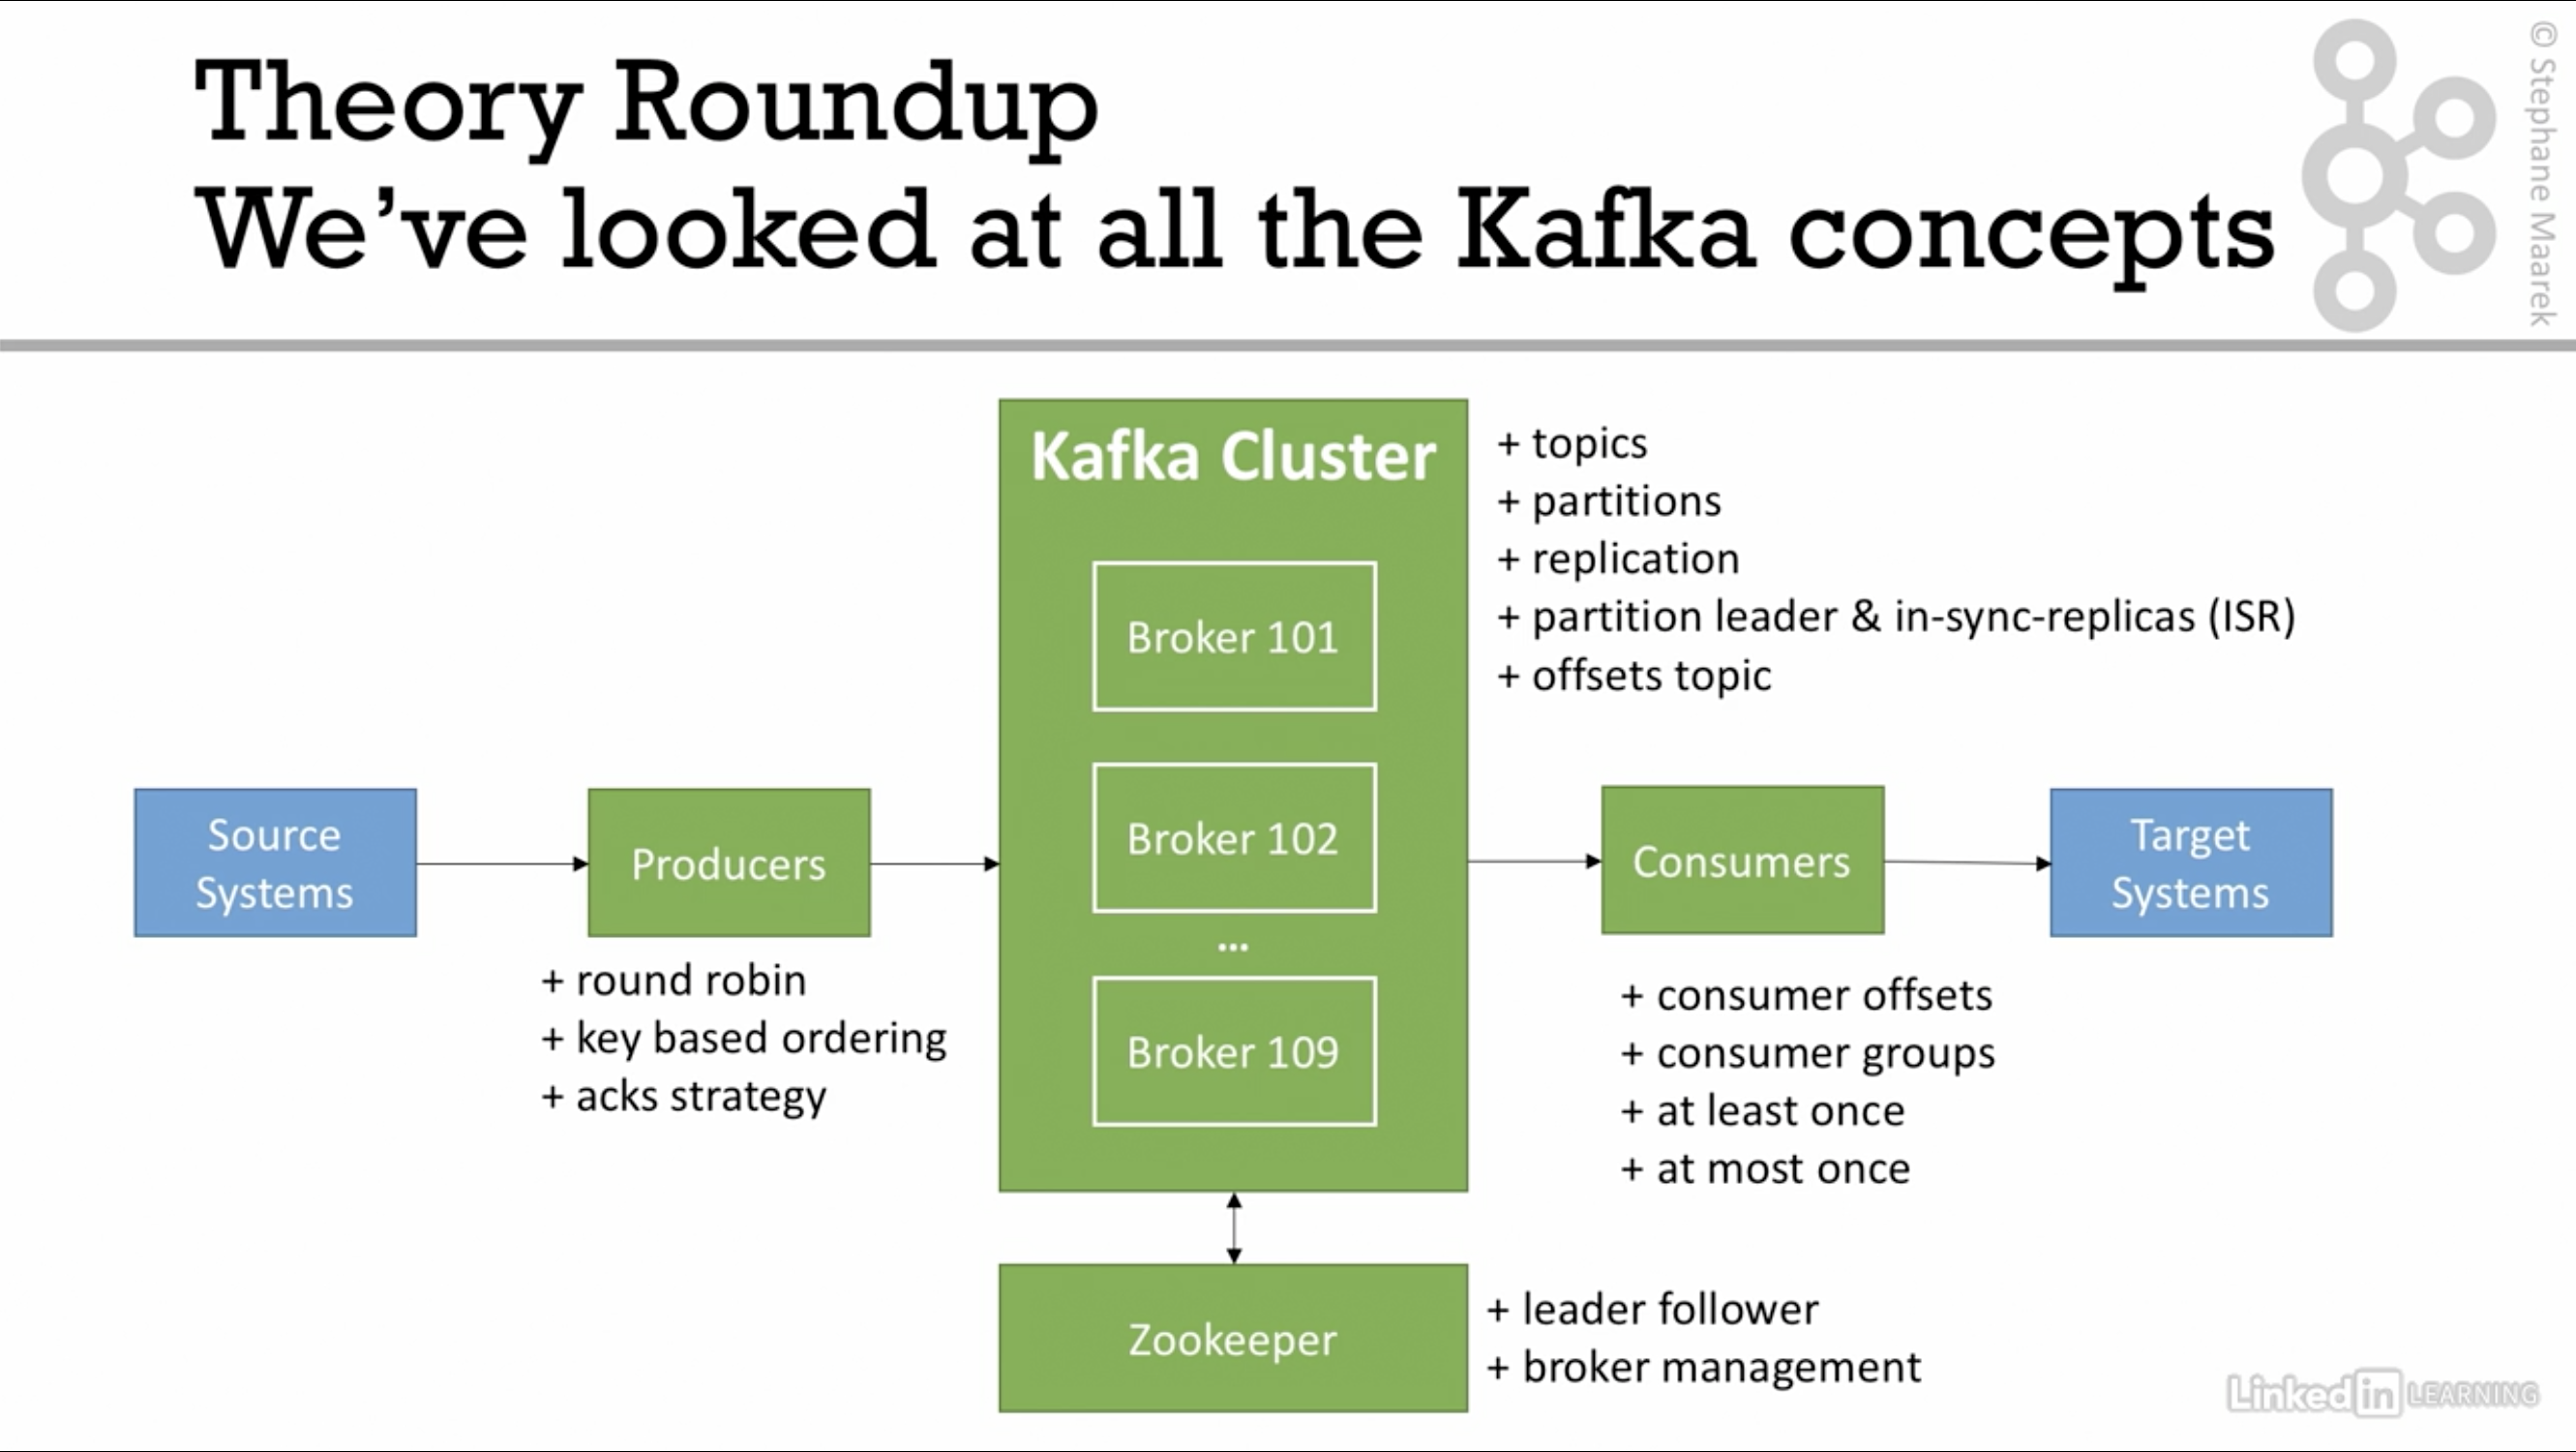 Theory Roundup
We've looked at all the Kafka concepts
© Stephane Maarek
Kafka Cluster
Broker 101
Broker 102
...
Broker 109
+ topics
+ partitions
+ replication
+ partition leader & in-sync-replicas (ISR)
+ offsets topic
Source
Systems
Producers
+ round robin
+ key based ordering
+ acks strategy
Consumers
+ consumer offsets
+ consumer groups
+ at least once
+ at most once
Target
Systems
Zookeeper
+ leader follower
+ broker management
Linked in LEARNING